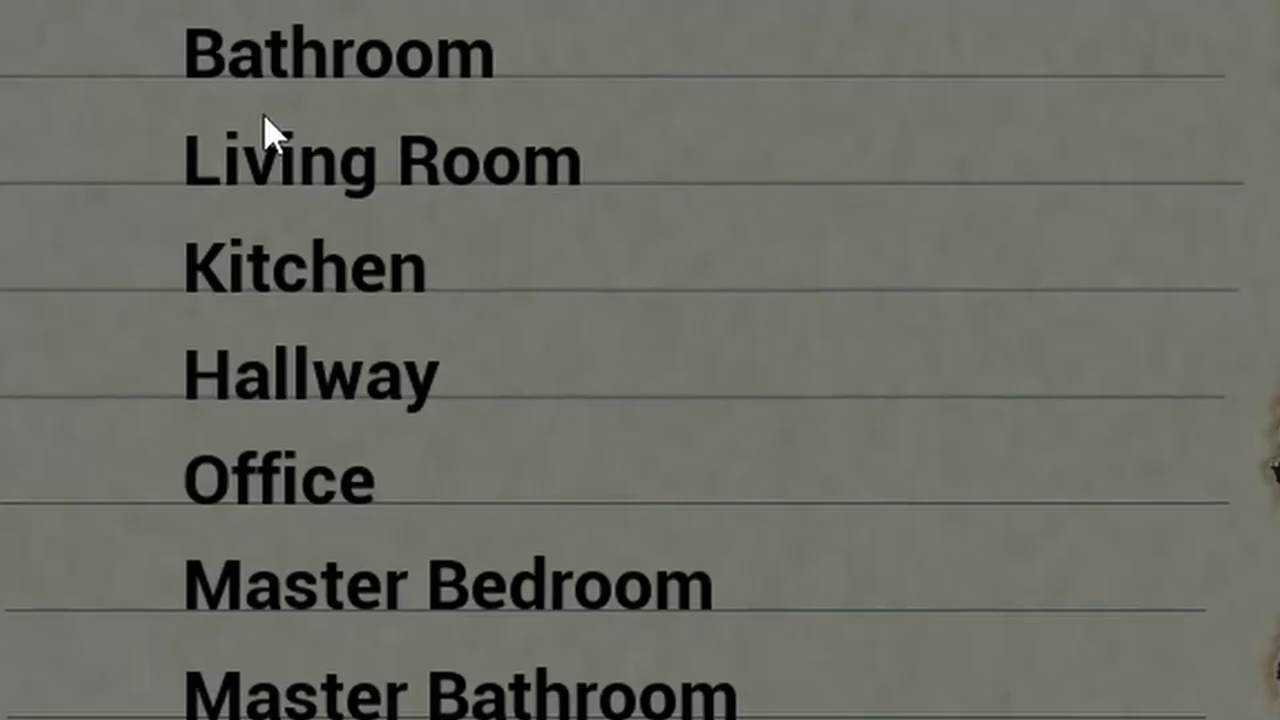 Bathroom
Living Room
Kitchen
Hallway
Office
Master Bedroom
Master Bathroom